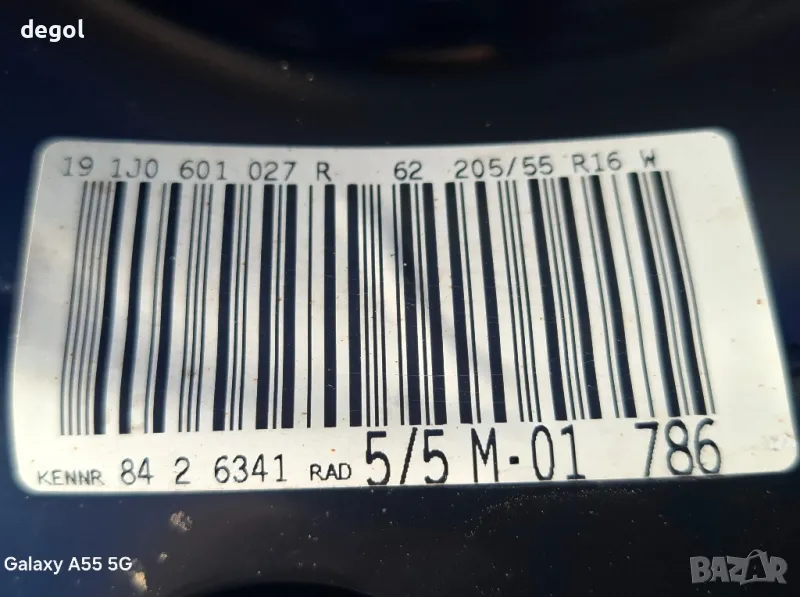 degol
19 1J0 601 027 R 62 205/55 R16 W
KENNR 84 2 6341 RAD 5/5 M-01 786
Galaxy A55 5G
BAZAR